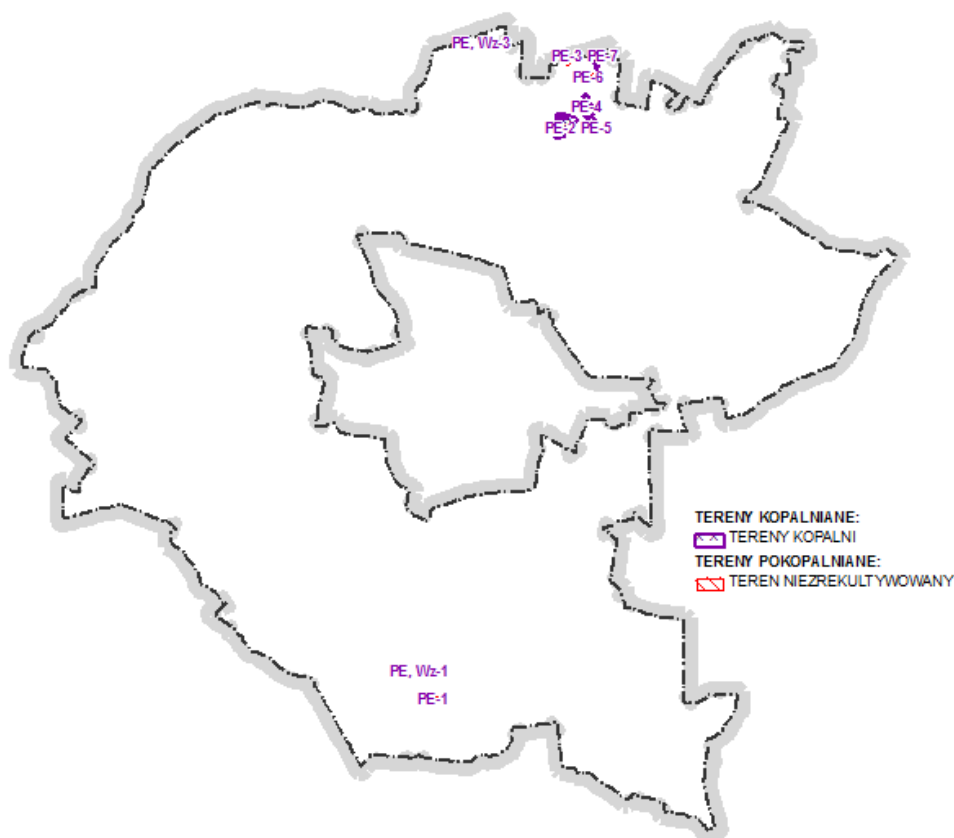 PE, Wz-3
PE-3 PE-7
PE-6
PE-4
PE-2 PE-5
TERENY KOPALNIANE:
TERENY KOPALNI
TERENY POKOPALNIANE:
TEREN NIEZREKULTYWOWANY
PE, Wz-1
PE-1